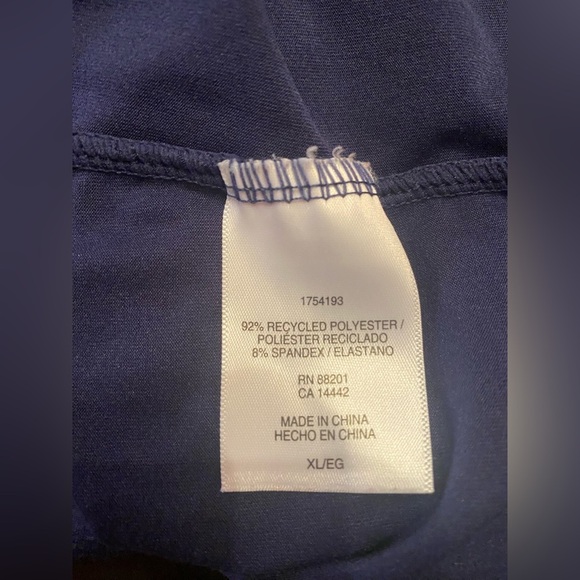 1754193
92% RECYCLED POLYESTER /
POLIÉSTER RECICLADO
8% SPANDEX / ELASTANO
RN 88201
CA 14442
MADE IN CHINA
HECHO EN CHINA
XL/EG